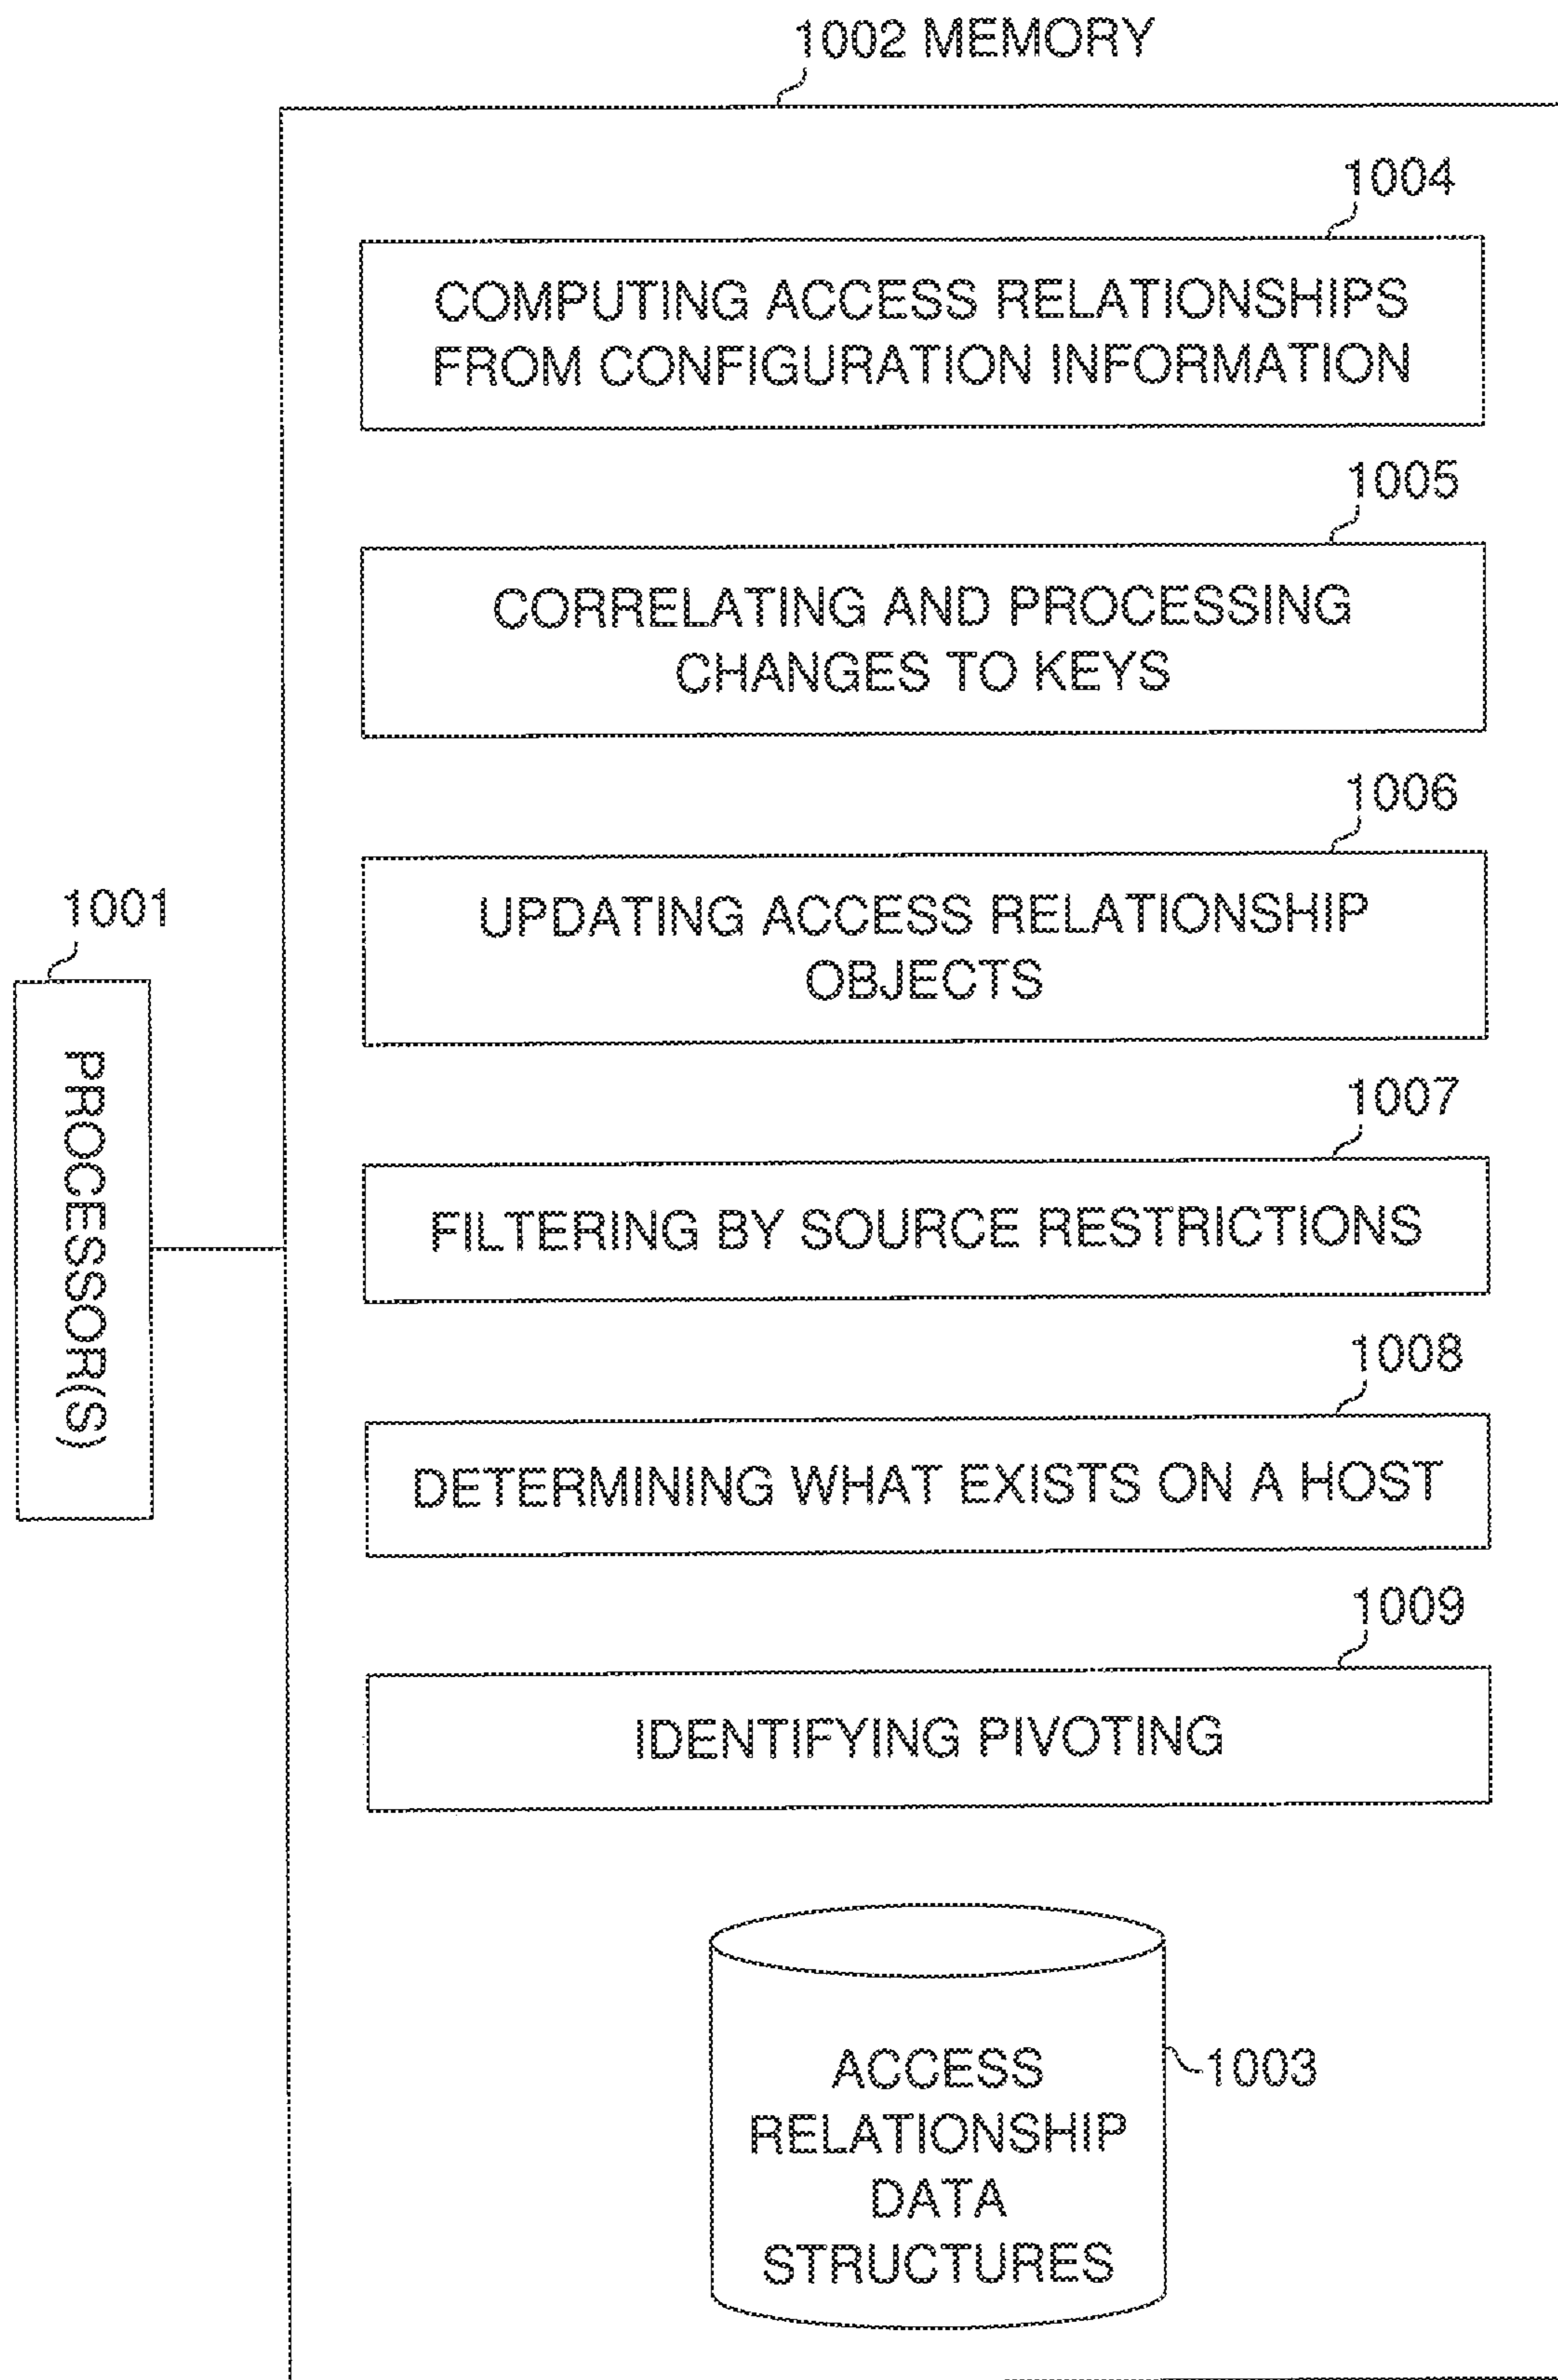 1002 MEMORY
1004
COMPUTING ACCESS RELATIONSHIPS
FROM CONFIGURATION INFORMATION
1005
CORRELATING AND PROCESSING
CHANGES TO KEYS
1006
UPDATING ACCESS RELATIONSHIP
OBJECTS
1001
PROCESSOR(S)
1007
FILTERING BY SOURCE RESTRICTIONS
1008
DETERMINING WHAT EXISTS ON A HOST
1009
IDENTIFYING PIVOTING
ACCESS
RELATIONSHIP
DATA
STRUCTURES
1003